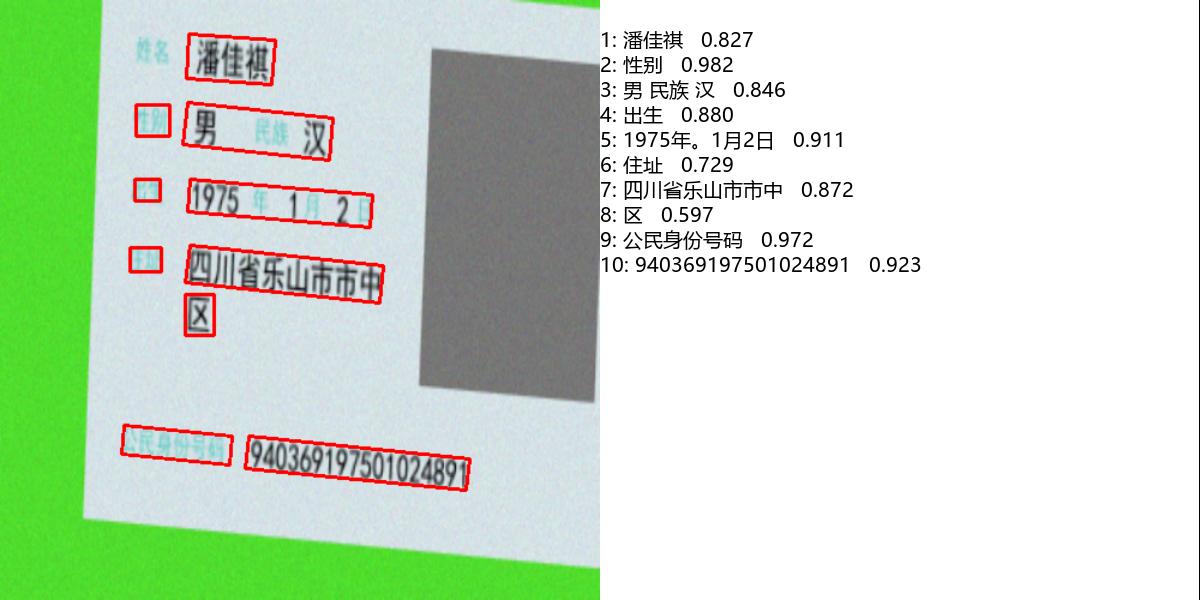 姓名 潘佳祺
性别 男 民族 汉
出生 1975 年 1 月 2 日
住址 四川省乐山市市中
区
公民身份号码 940369197501024891
1: 潘佳祺 0.827
2: 性别 0.982
3: 男 民族 汉 0.846
4: 出生 0.880
5: 1975年。1月2日 0.911
6: 住址 0.729
7: 四川省乐山市市中 0.872
8: 区 0.597
9: 公民身份号码 0.972
10: 940369197501024891 0.923